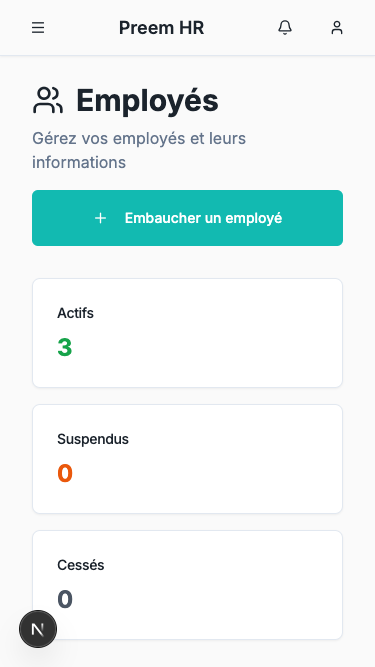 Preem HR
Employés
Gérez vos employés et leurs
informations
Embaucher un employé
Actifs
3
Suspendus
0
Cessés
0
N